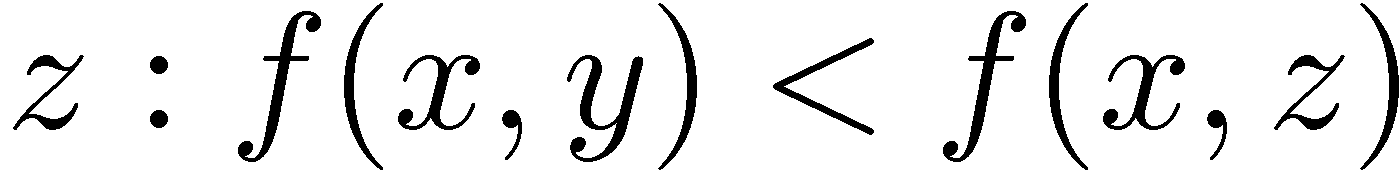 z : f(x, y) < f(x, z)